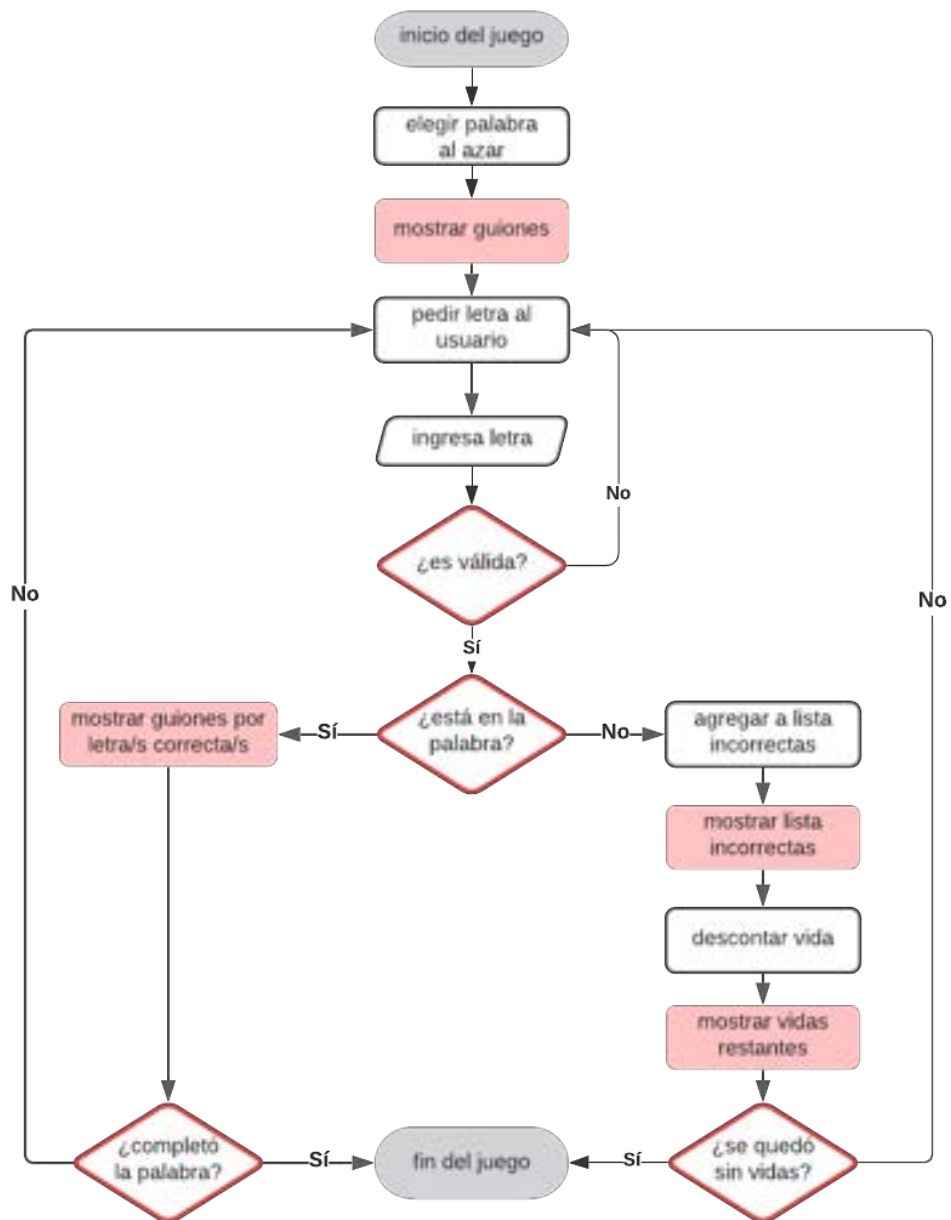 inicio del juego
elegir palabra
al azar
mostrar guiones
pedir letra al
usuario
ingresa letra
No
¿es válida?
No
No
Sí
mostrar guiones por
letra/s correcta/s
Sí
¿está en la
palabra?
No
agregar a lista
incorrectas
mostrar lista
incorrectas
descontar vida
mostrar vidas
restantes
¿completó
la palabra?
Sí
fin del juego
Sí
¿se quedó
sin vidas?